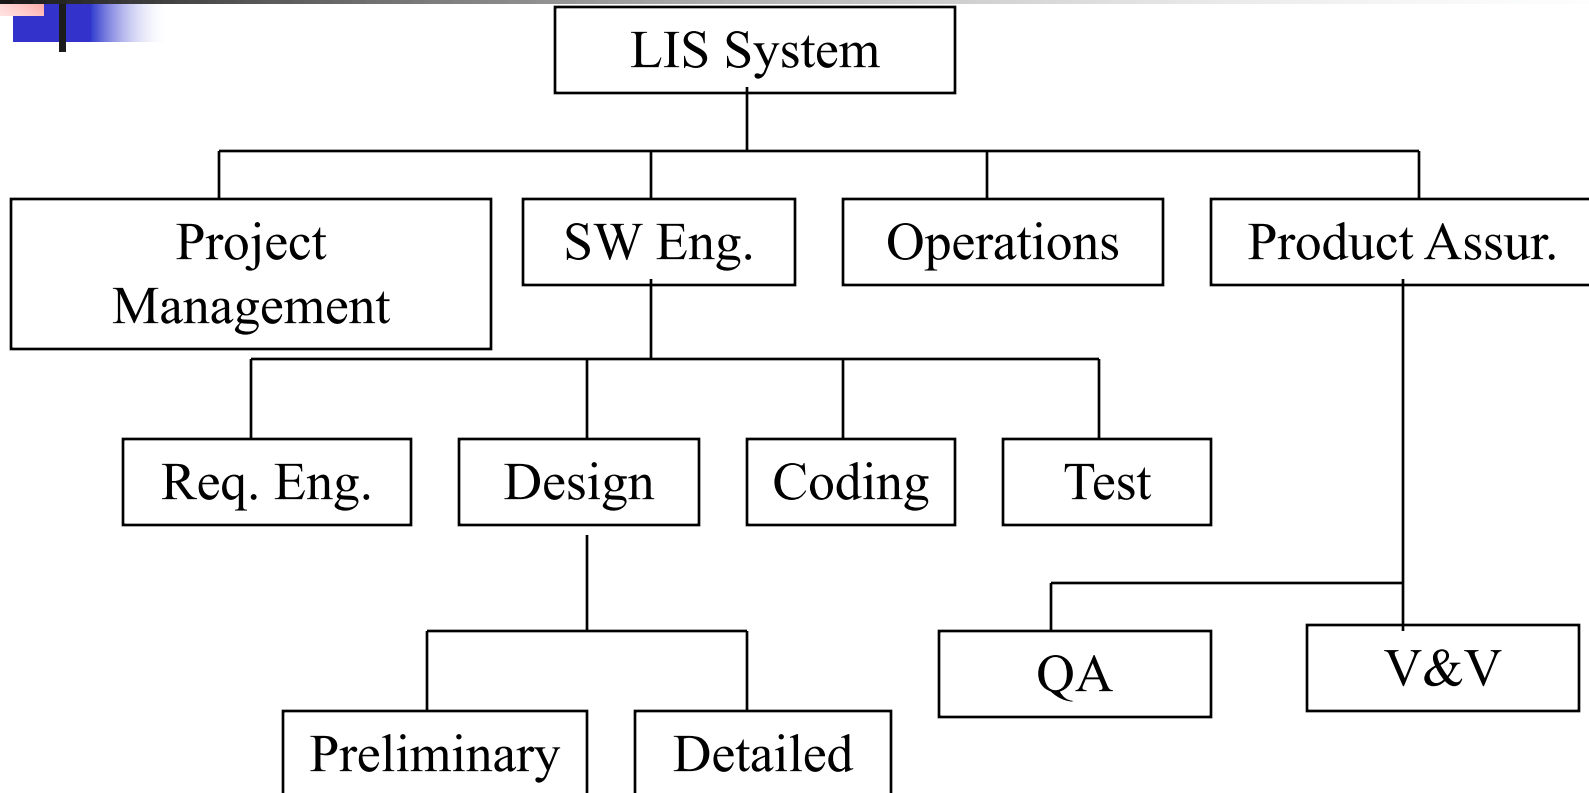 LIS System
Project
Management
SW Eng.
Operations
Product Assur.
Req. Eng.
Design
Coding
Test
QA
V&V
Preliminary
Detailed